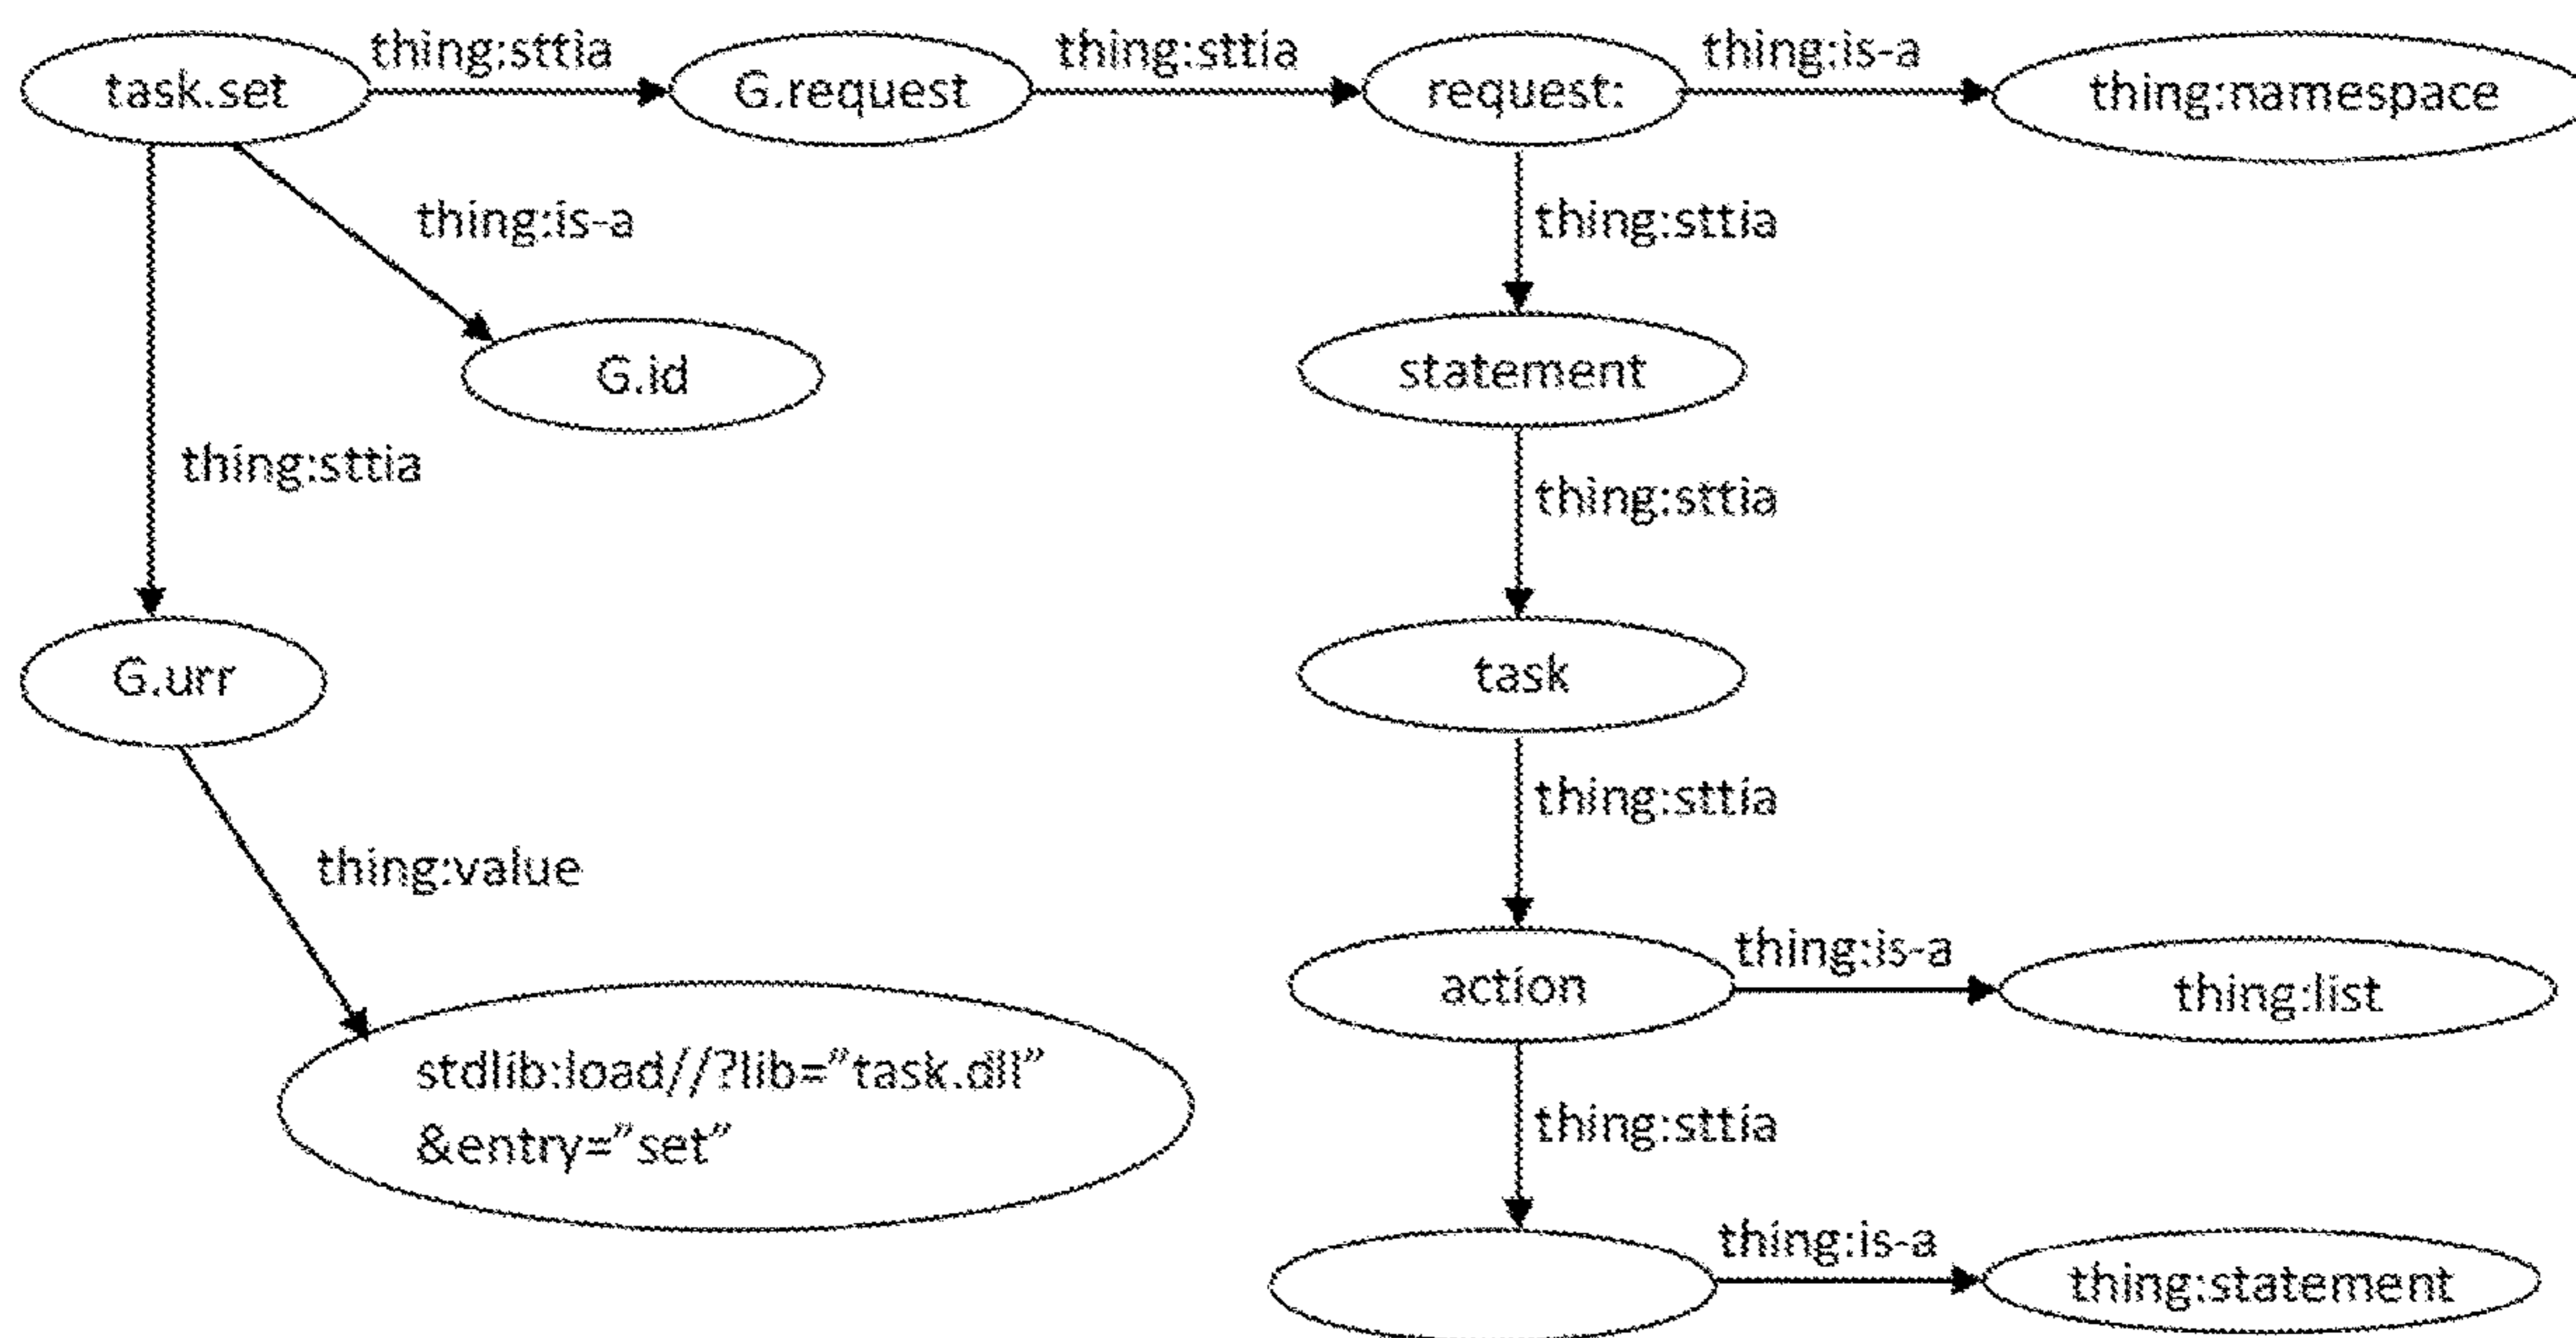 task.set
thing:sttia
G.request
thing:sttia
request:
thing:is-a
thing:namespace
thing:is-a
thing:sttia
G.id
statement
thing:sttia
thing:sttia
G.urr
task
thing:sttia
thing:value
thing:is-a
action
thing:list
stdlib:load//?lib=”task.dll”
&entry=”set”
thing:sttia
thing:is-a
thing:statement